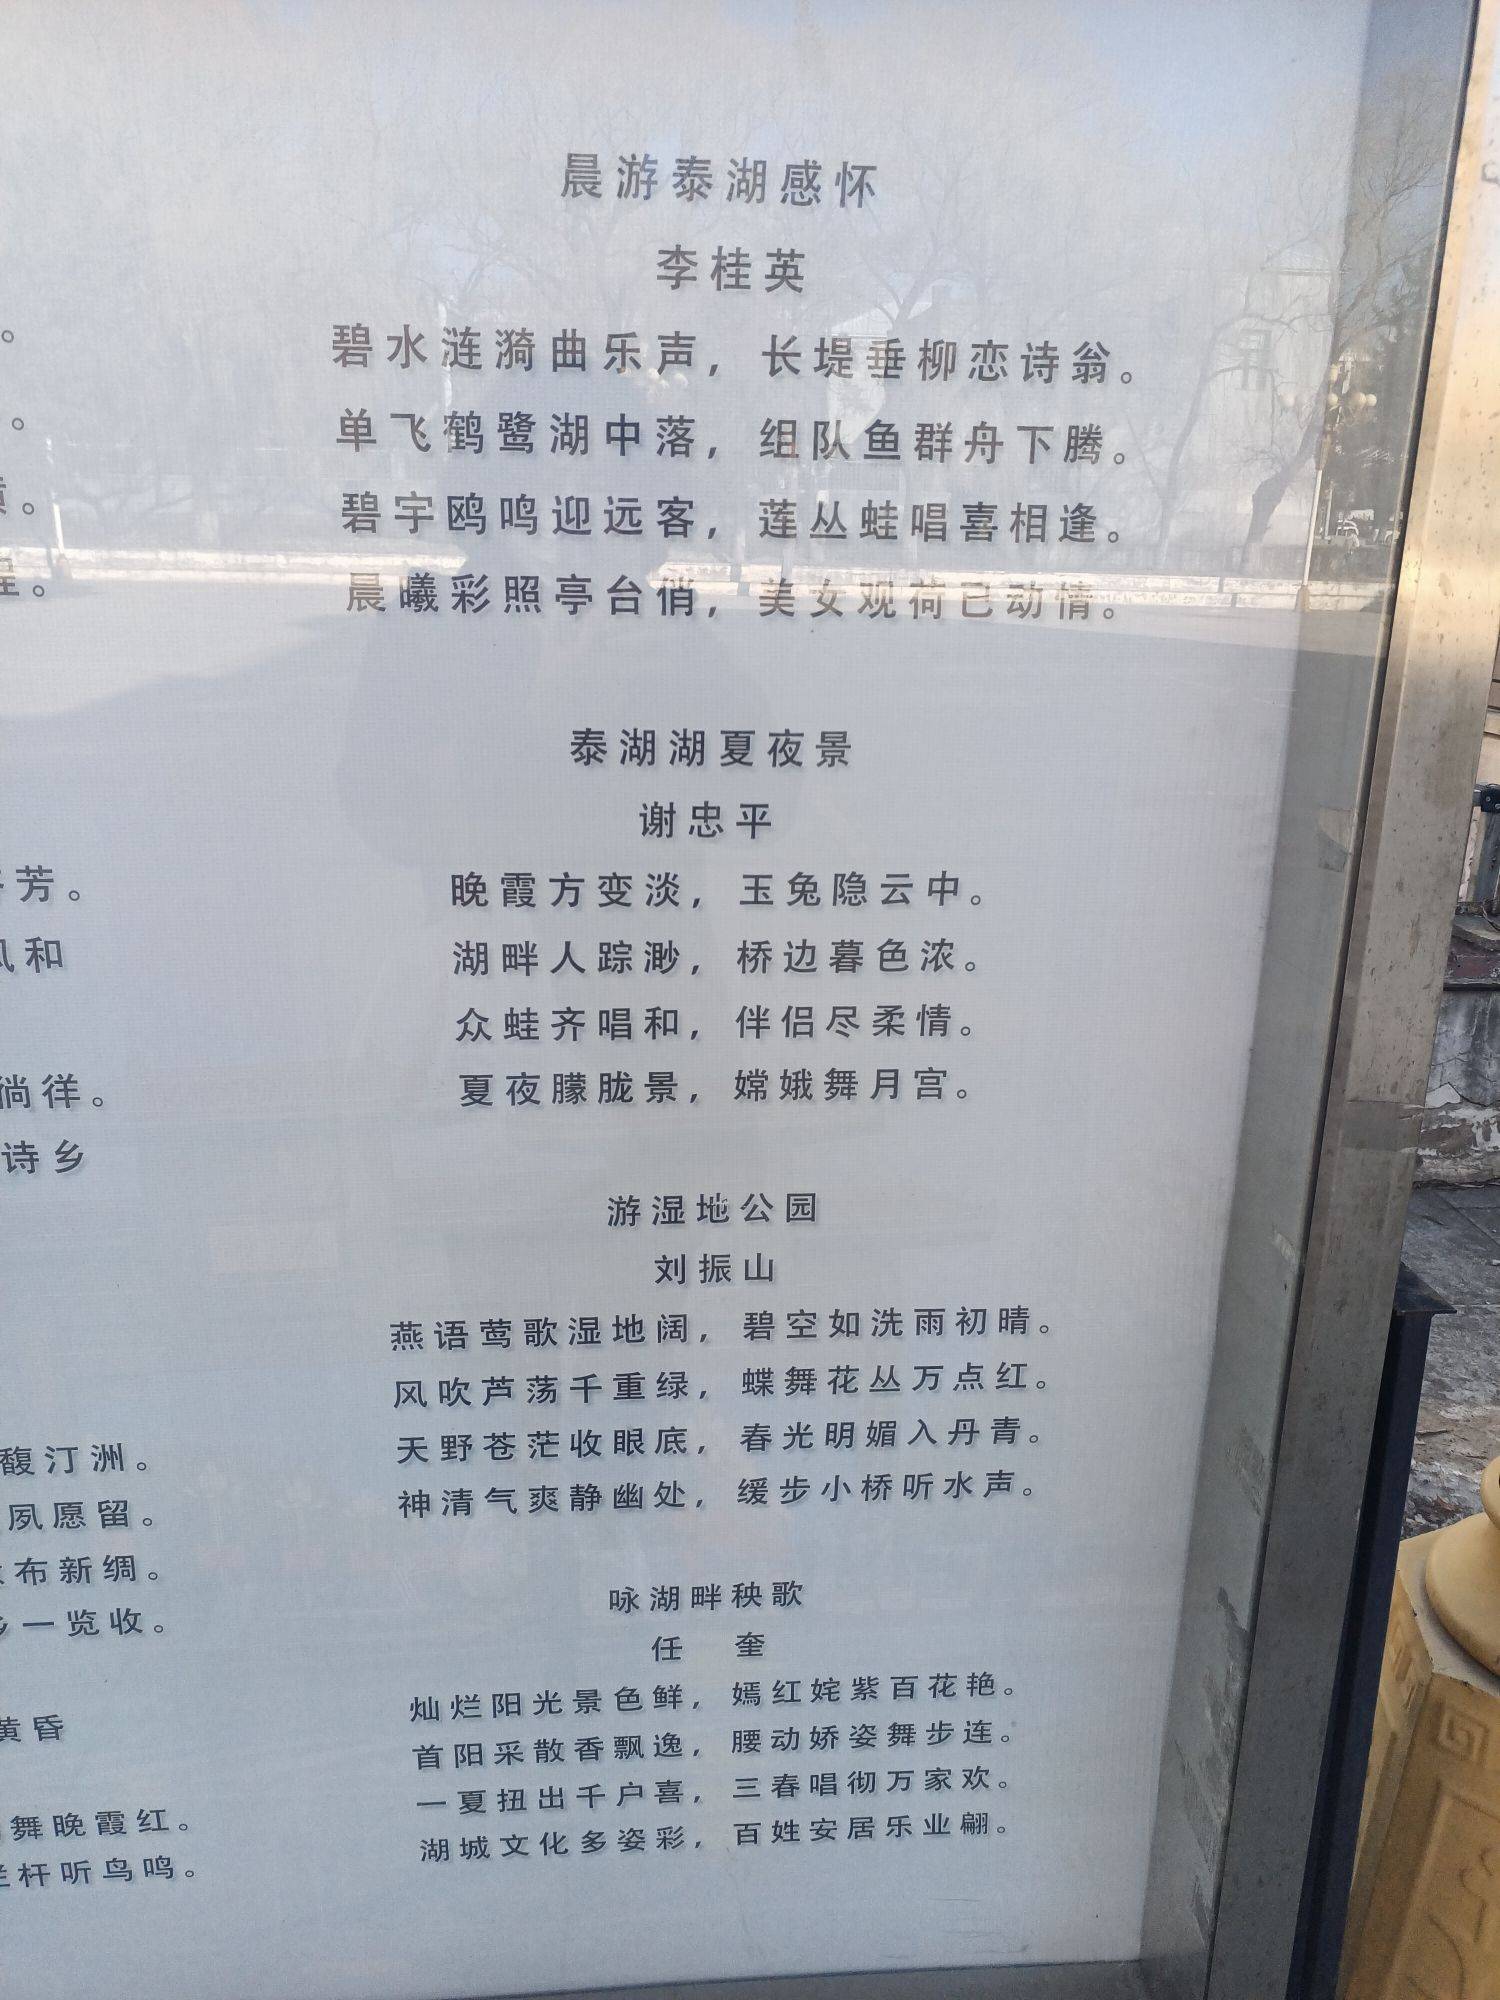 晨游泰湖感怀
李桂英
碧水涟漪曲乐声，长堤垂柳恋诗翁。
单飞鹤鹭湖中落，组队鱼群舟下腾。
碧宇鸥鸣迎远客，莲丛蛙唱喜相逢。
晨曦彩照亭台俏，美女观荷已动情。
泰湖湖夏夜景
谢忠平
晚霞方变淡，玉兔隐云中。
湖畔人踪渺，桥边暮色浓。
众蛙齐唱和，伴侣尽柔情。
夏夜朦胧景，嫦娥舞月宫。
游湿地公园
刘振山
燕语莺歌湿地阔，碧空如洗雨初晴。
风吹芦荡千重绿，蝶舞花丛万点红。
天野苍茫收眼底，春光明媚入丹青。
神清气爽静幽处，缓步小桥听水声。
咏湖畔秧歌
任 奎
灿烂阳光景色鲜，嫣红姹紫百花艳。
首阳采散香飘逸，腰动娇姿舞步连。
一夏扭出千户喜，三春唱彻万家欢。
湖城文化多姿彩，百姓安居乐业翩。
芳。
和
徜徉。
诗乡
馥汀洲。
夙愿留。
布新绸。
一览收。
黄昏
舞晚霞红。
杆听鸟鸣。